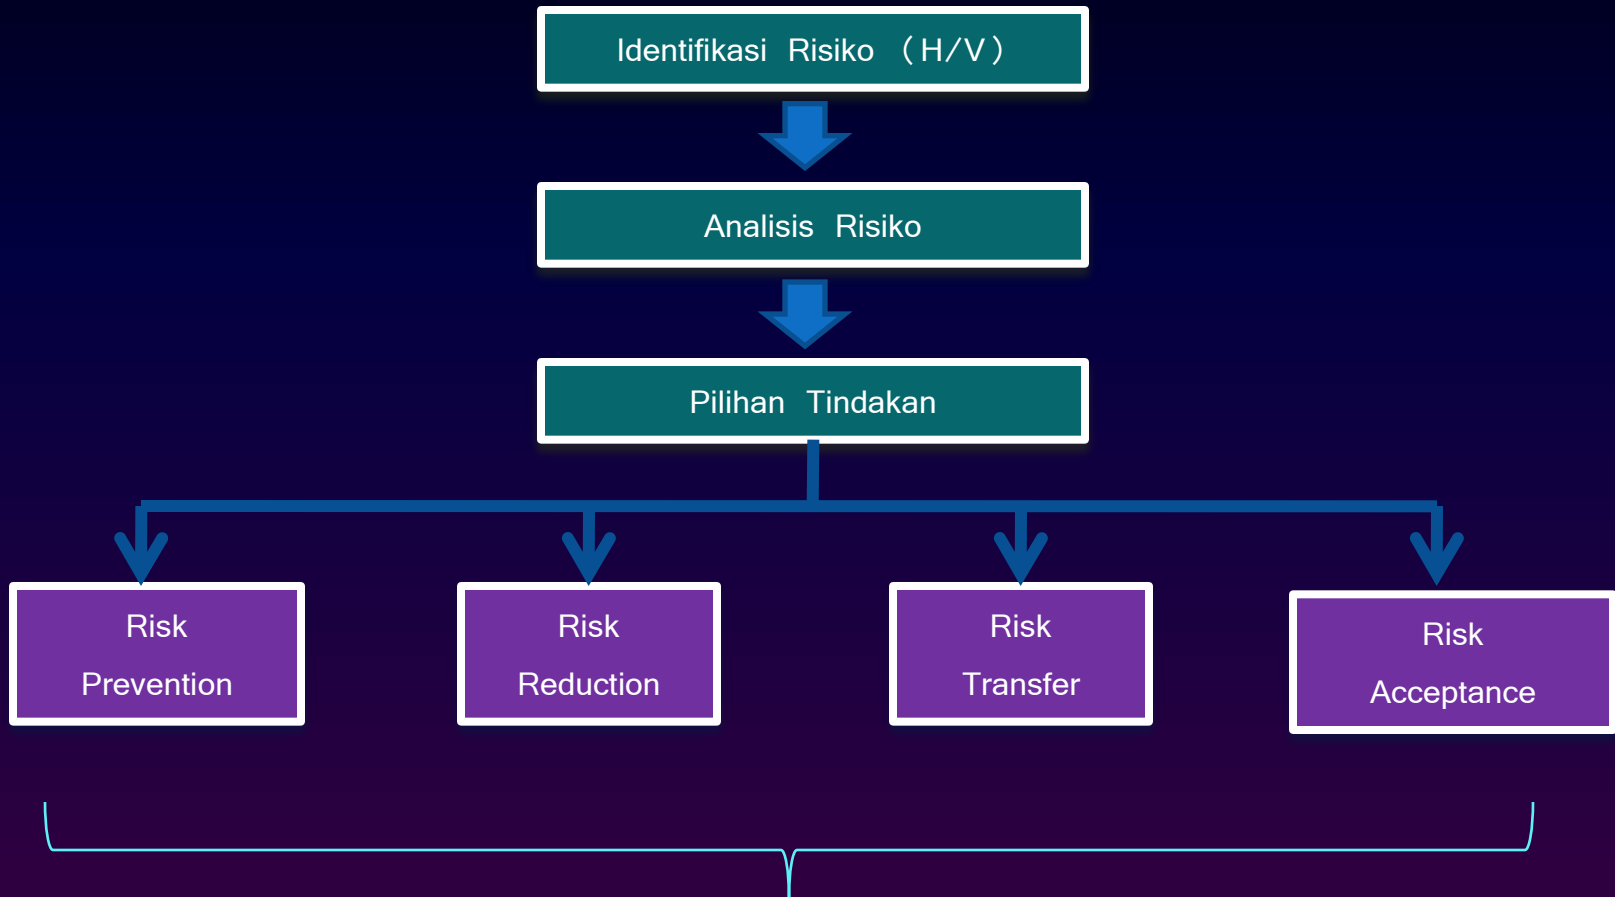 Identifikasi Risiko (H/V)
Analisis Risiko
Pilihan Tindakan
Risk
Prevention
Risk
Reduction
Risk
Transfer
Risk
Acceptance